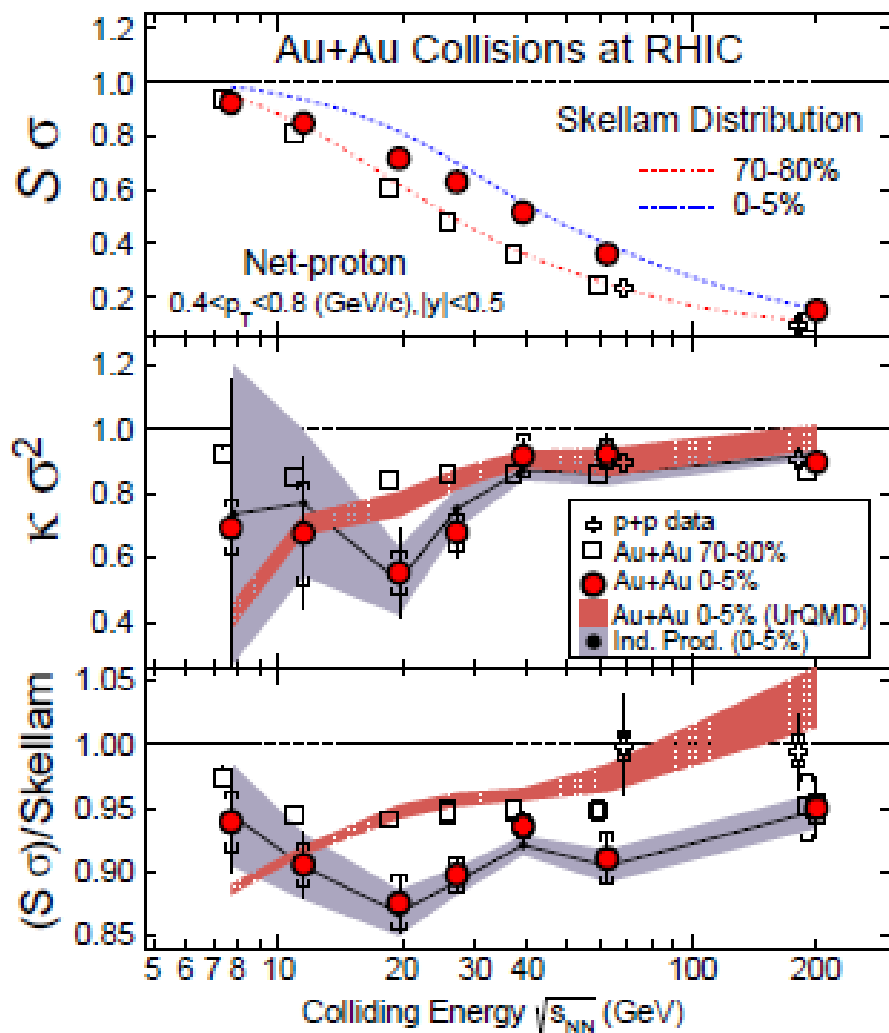 Au+Au Collisions at RHIC
S σ
1.2
1.0
0.8
0.6
0.4
0.2
Skellam Distribution
70-80%
0-5%
Net-proton
0.4<p_T<0.8 (GeV/c),|y|<0.5
κ σ²
1.2
1.0
0.8
0.6
0.4
p+p data
Au+Au 70-80%
Au+Au 0-5%
Au+Au 0-5% (UrQMD)
Ind. Prod. (0-5%)
(S σ)/Skellam
1.05
1.00
0.95
0.90
0.85
5 6 7 8 10 20 30 40 100 200
Colliding Energy √s_NN (GeV)